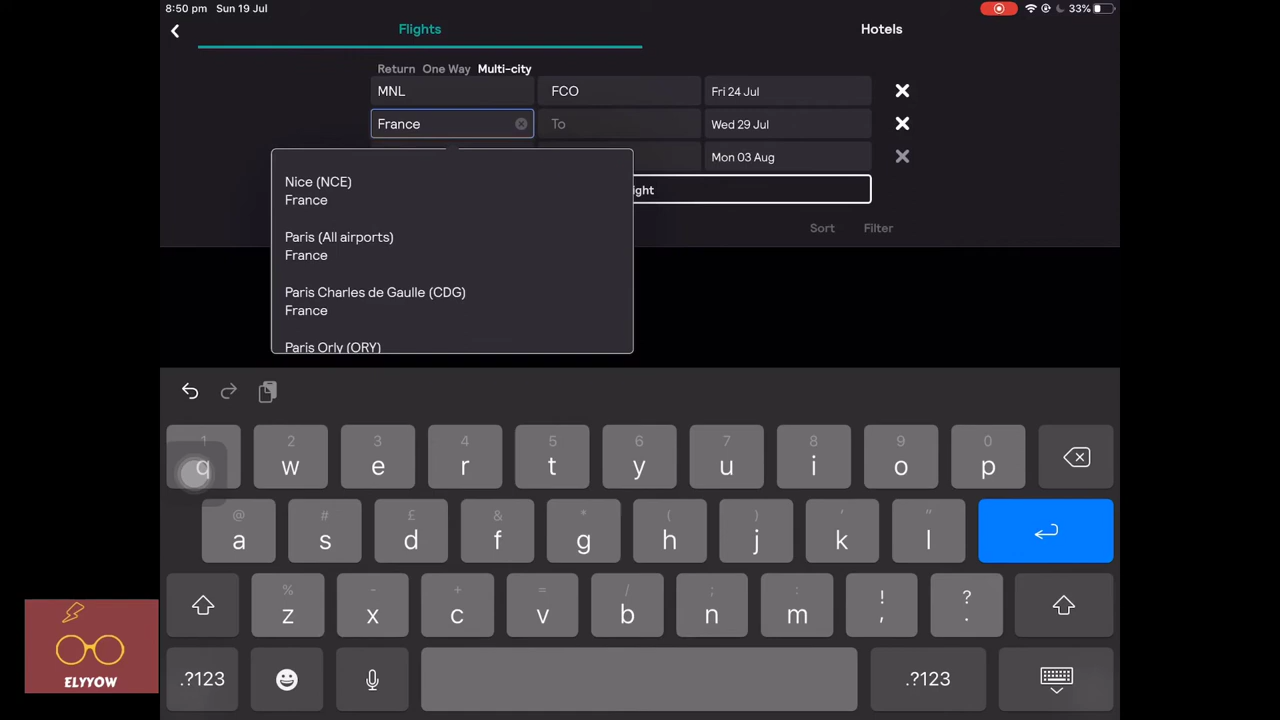 8:50 pm Sun 19 Jul
33%
Flights
Hotels
Return One Way Multi-city
MNL FCO Fri 24 Jul
France To Wed 29 Jul
Mon 03 Aug
Nice (NCE)
France
ight
Paris (All airports)
France
Sort Filter
Paris Charles de Gaulle (CDG)
France
Paris Orly (ORY)
1 2 3 4 5 6 7 8 9 0
q w e r t y u i o p
@ # £ & * ( ) ' "
a s d f g h j k l
% - + = / ; : ! ?
z x c v b n m , .
.?123 .?123
ELYYOW